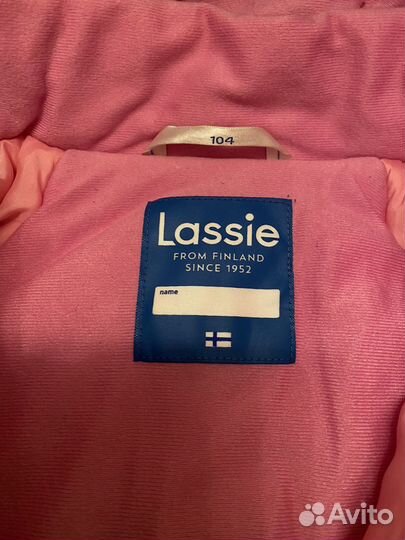 104
Lassie
FROM FINLAND
SINCE 1952
name
Avito